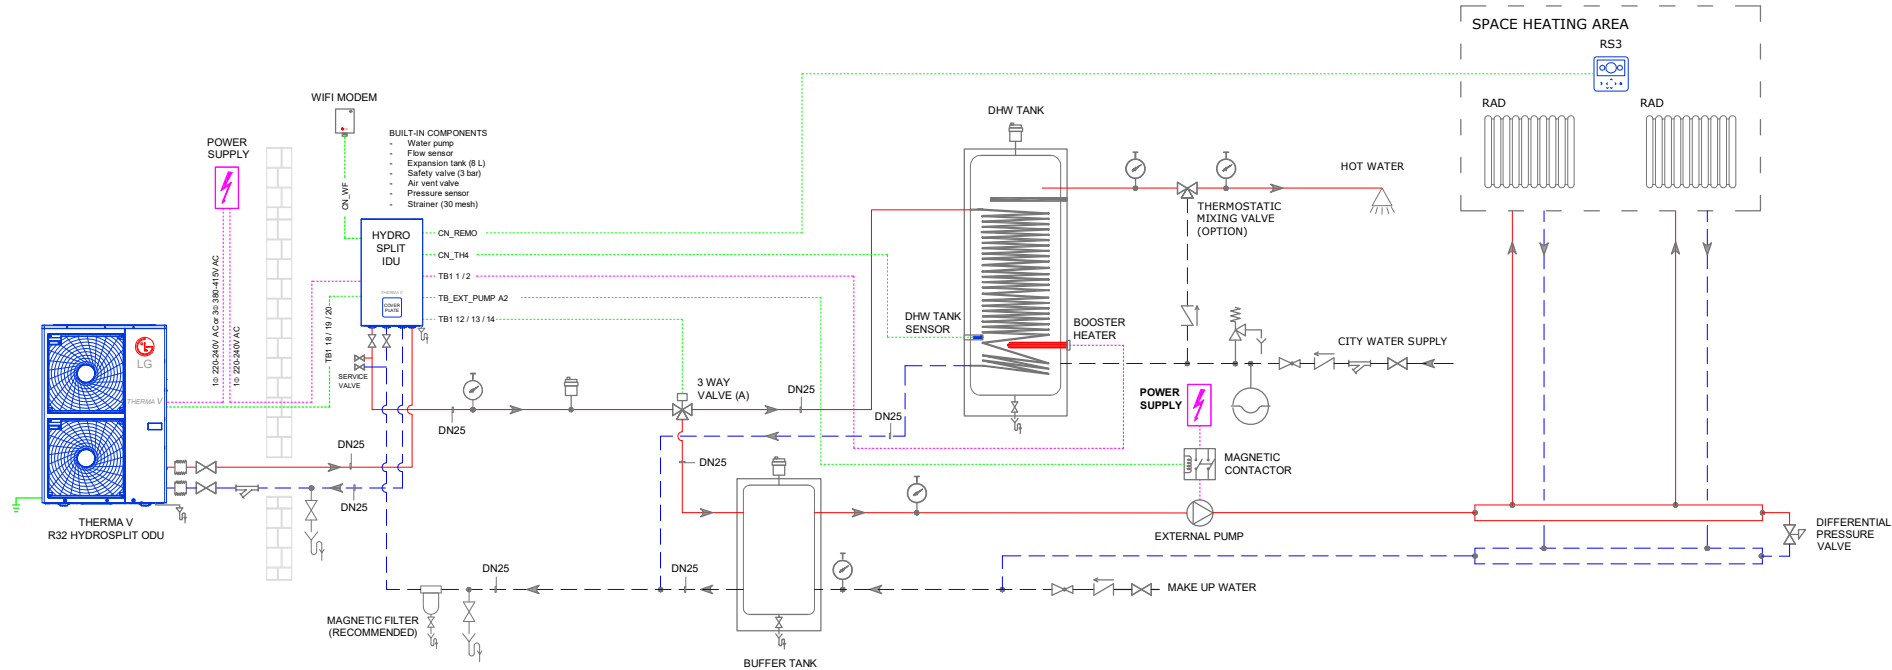 SPACE HEATING AREA
RS3
RAD
RAD
WIFI MODEM
CN_WF
POWER
SUPPLY
BUILT-IN COMPONENTS
- Water pump
- Flow sensor
- Expansion tank (8 L)
- Safety valve (3 bar)
- Air vent valve
- Pressure sensor
- Strainer (30 mesh)
HYDRO
SPLIT
IDU
THERMA V
COVER
PLATE
CN_REMO
CN_TH4
TB1 1 / 2
TB_EXT_PUMP A2
TB1 12 / 13 / 14
1Φ 220-240V AC or 3Φ 380-415V AC
1Φ 220-240V AC
TB1 18 / 19 / 20
SERVICE
VALVE
LG
THERMA V
THERMA V
R32 HYDROSPLIT ODU
DN25
DN25
DN25
3 WAY
VALVE (A)
DN25
DN25
DN25
DHW TANK
DHW TANK
SENSOR
BOOSTER
HEATER
THERMOSTATIC
MIXING VALVE
(OPTION)
HOT WATER
CITY WATER SUPPLY
POWER
SUPPLY
MAGNETIC
CONTACTOR
EXTERNAL PUMP
DIFFERENTIAL
PRESSURE
VALVE
MAKE UP WATER
DN25
DN25
MAGNETIC FILTER
(RECOMMENDED)
BUFFER TANK